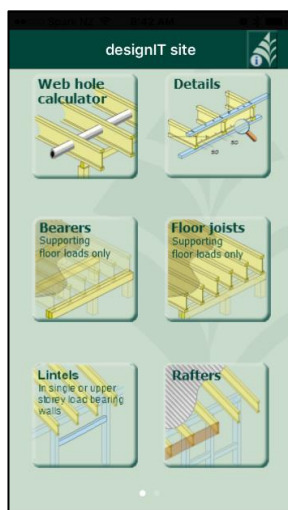 designIT site
Web hole
calculator
Details
Bearers
Supporting
floor loads only
Floor joists
Supporting
floor loads only
Lintels
In single or upper
storey load bearing
walls
Rafters